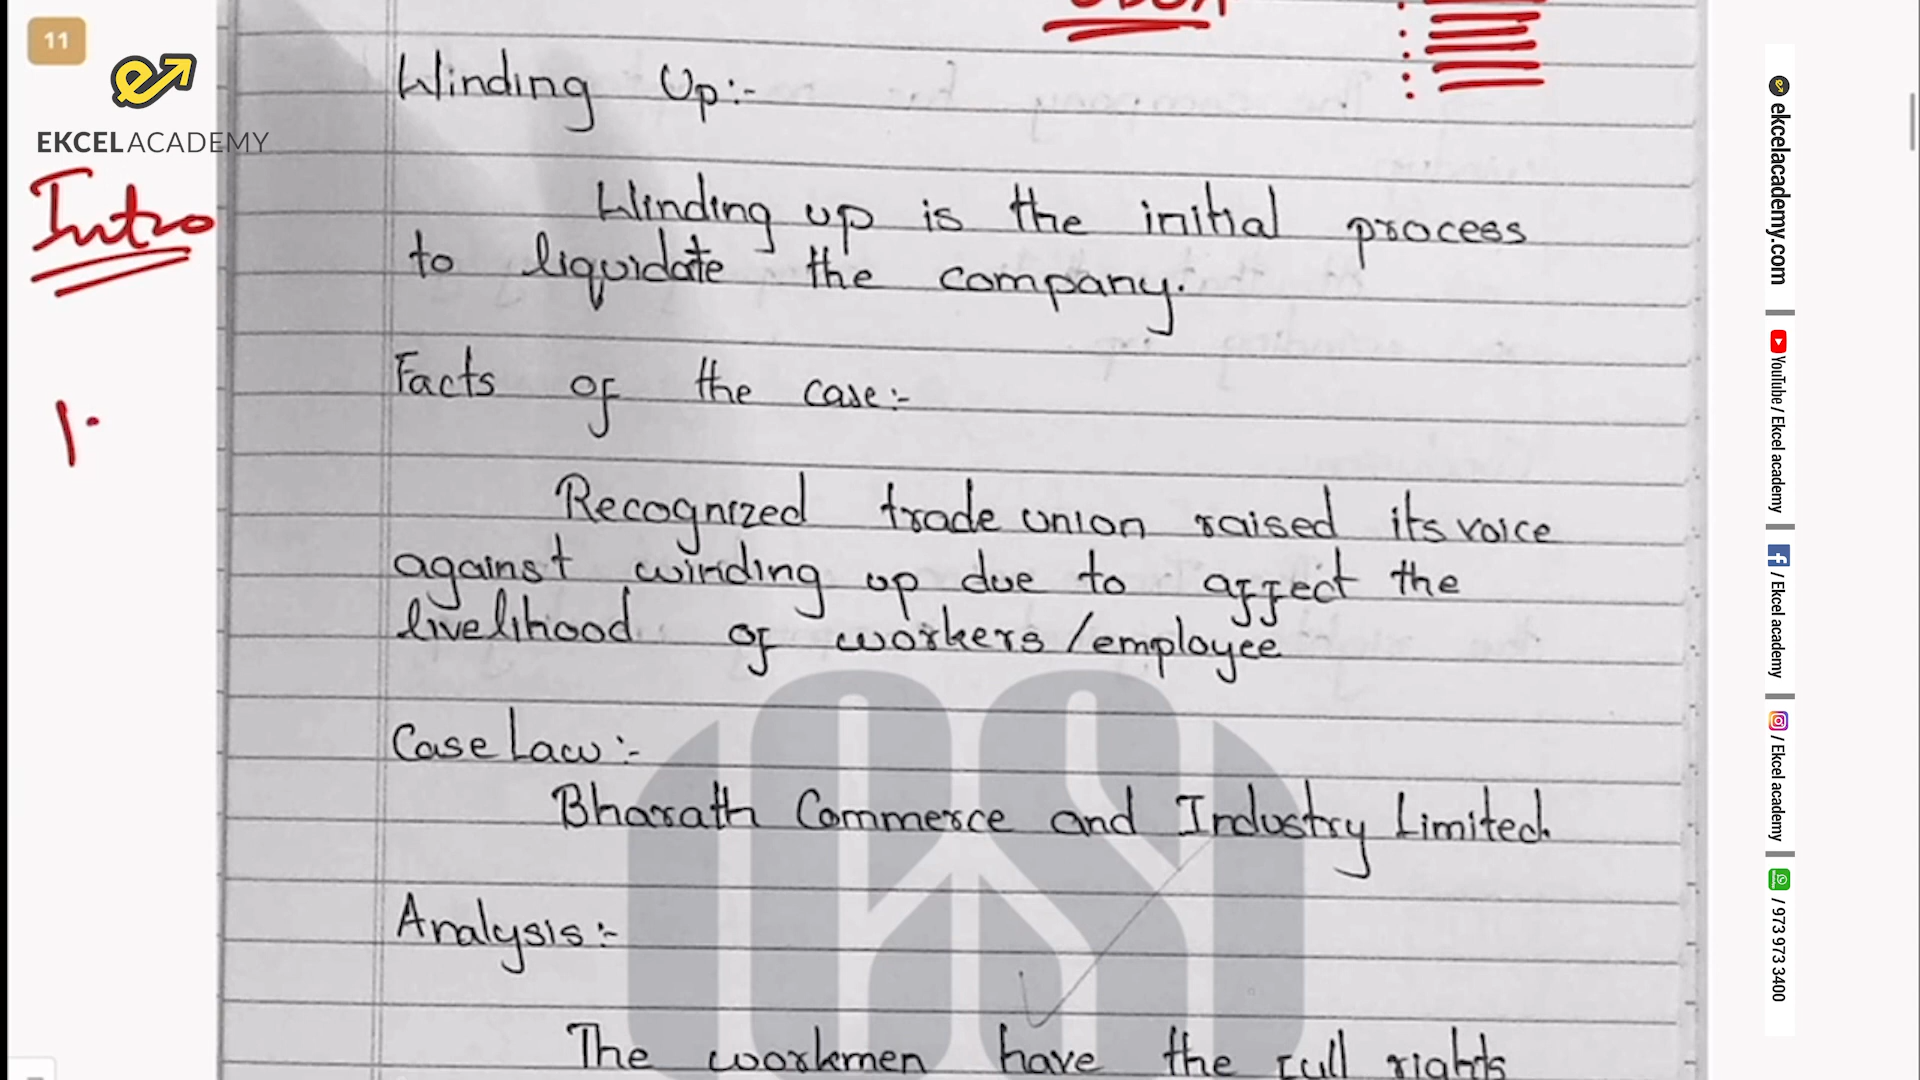 11
EKCELACADEMY
Intro
1.
Winding Up:-
Winding up is the initial process
to liquidate the company.
Facts of the case:-
Recognized trade union raised its voice
against winding up due to affect the
livelihood of workers/employee
Case Law:-
Bharath Commerce and Industry Limited.
Analysis:-
The workmen have the full rights
ekcelacademy.com
YouTube / Ekcel academy
/ Ekcel academy
/ Ekcel academy
/ 973 973 3400